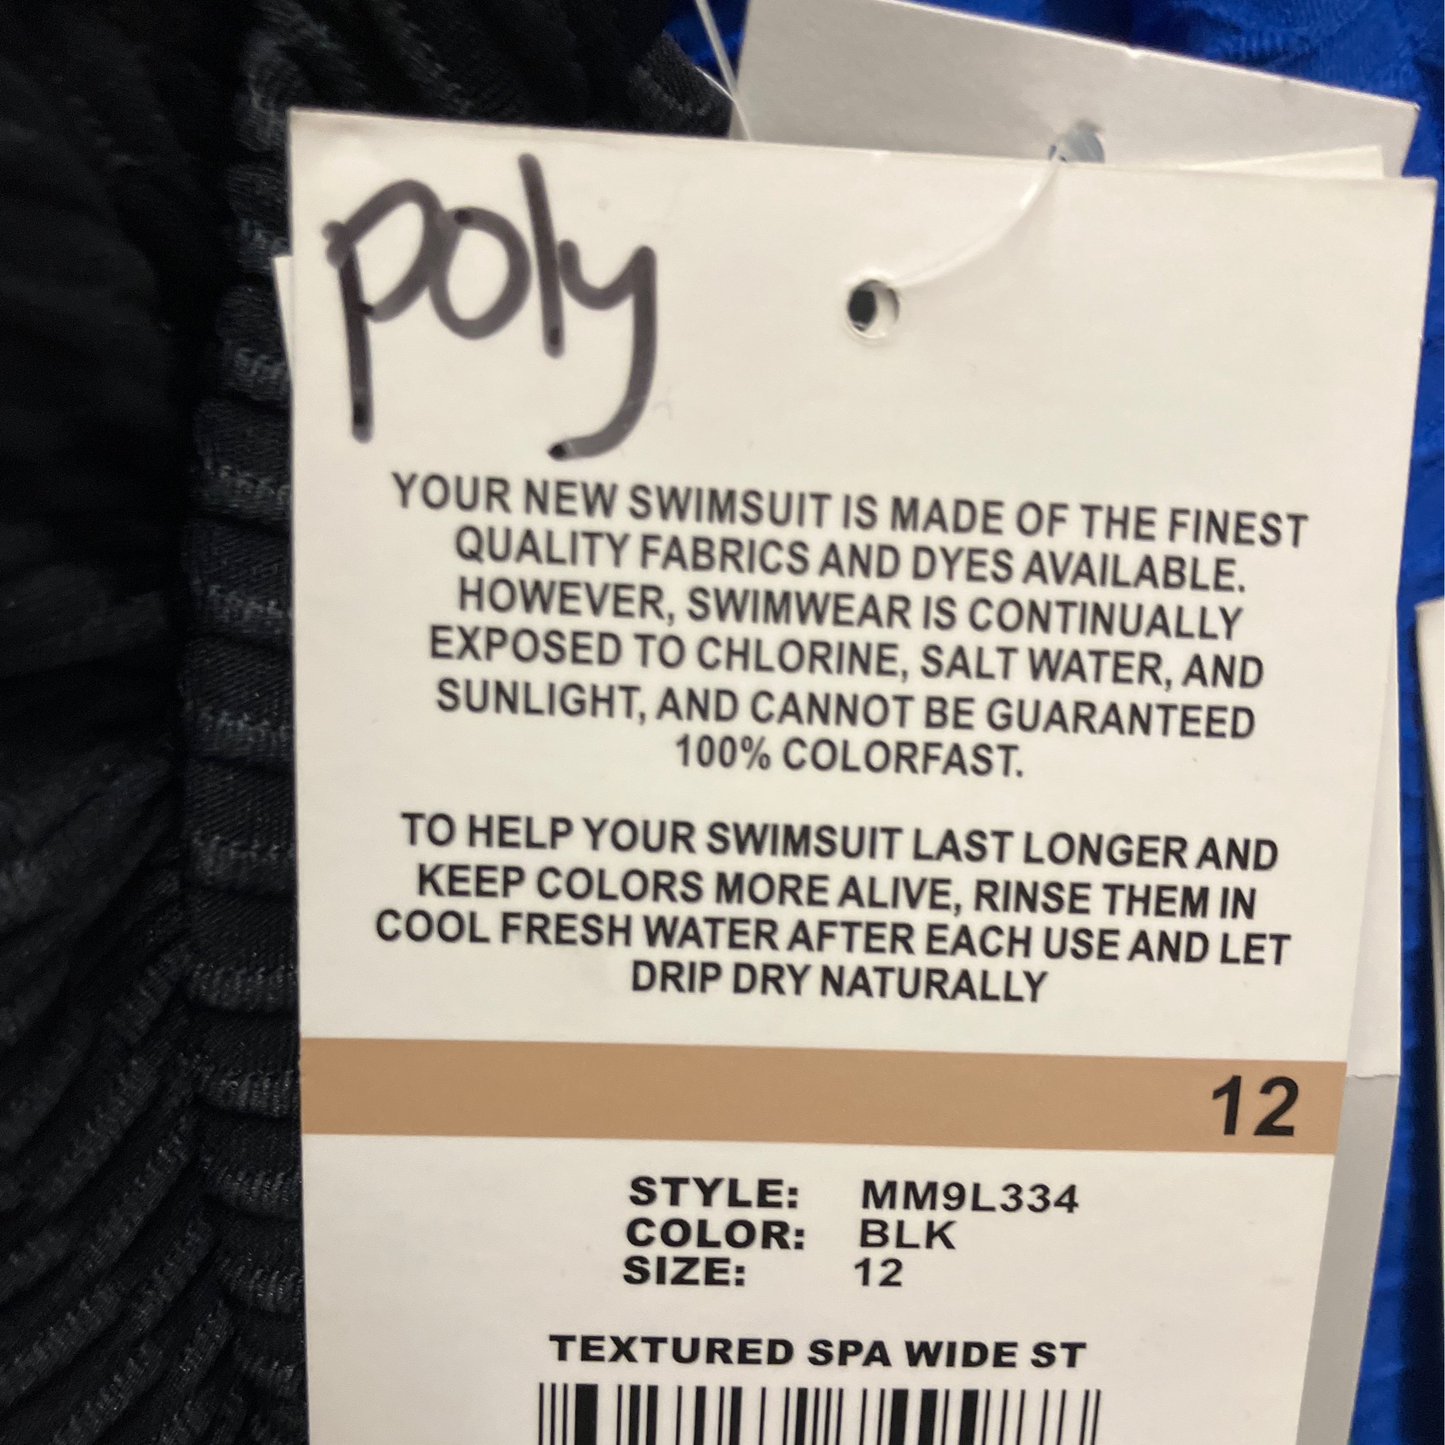 poly
YOUR NEW SWIMSUIT IS MADE OF THE FINEST
QUALITY FABRICS AND DYES AVAILABLE.
HOWEVER, SWIMWEAR IS CONTINUALLY
EXPOSED TO CHLORINE, SALT WATER, AND
SUNLIGHT, AND CANNOT BE GUARANTEED
100% COLORFAST.
TO HELP YOUR SWIMSUIT LAST LONGER AND
KEEP COLORS MORE ALIVE, RINSE THEM IN
COOL FRESH WATER AFTER EACH USE AND LET
DRIP DRY NATURALLY
12
STYLE: MM9L334
COLOR: BLK
SIZE: 12
TEXTURED SPA WIDE ST